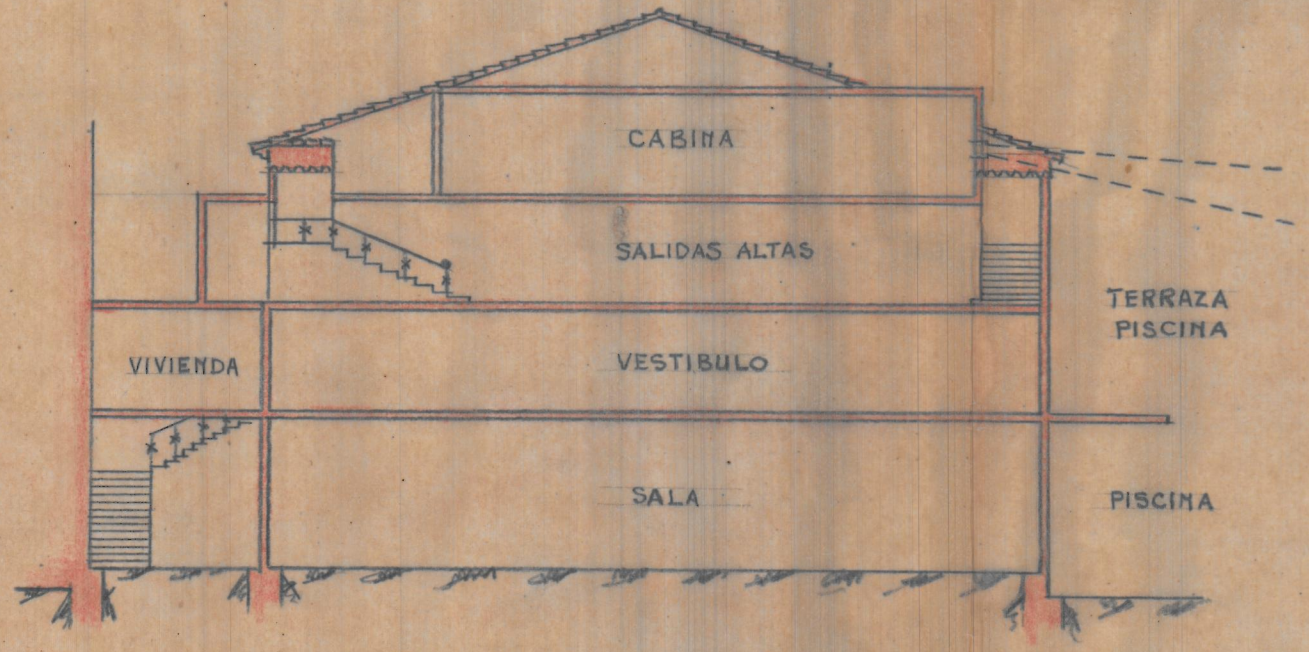 CABINA
SALIDAS ALTAS
TERRAZA
PISCINA
VIVIENDA
VESTIBULO
SALA
PISCINA